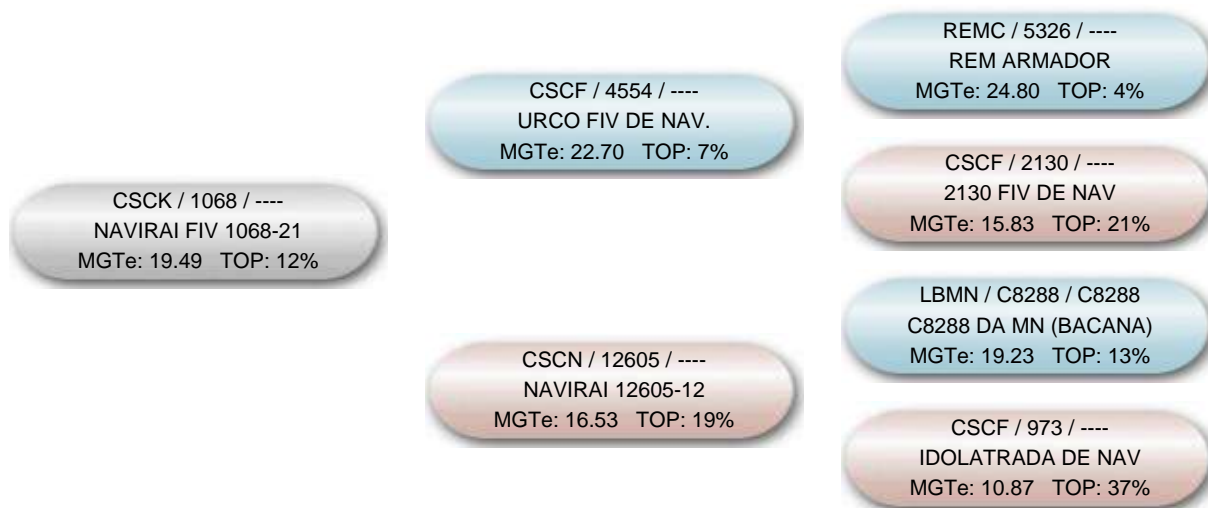 CSCK / 1068 / ----
NAVIRAI FIV 1068-21
MGTe: 19.49 TOP: 12%
CSCF / 4554 / ----
URCO FIV DE NAV.
MGTe: 22.70 TOP: 7%
CSCN / 12605 / ----
NAVIRAI 12605-12
MGTe: 16.53 TOP: 19%
REMC / 5326 / ----
REM ARMADOR
MGTe: 24.80 TOP: 4%
CSCF / 2130 / ----
2130 FIV DE NAV
MGTe: 15.83 TOP: 21%
LBMN / C8288 / C8288
C8288 DA MN (BACANA)
MGTe: 19.23 TOP: 13%
CSCF / 973 / ----
IDOLATRADA DE NAV
MGTe: 10.87 TOP: 37%